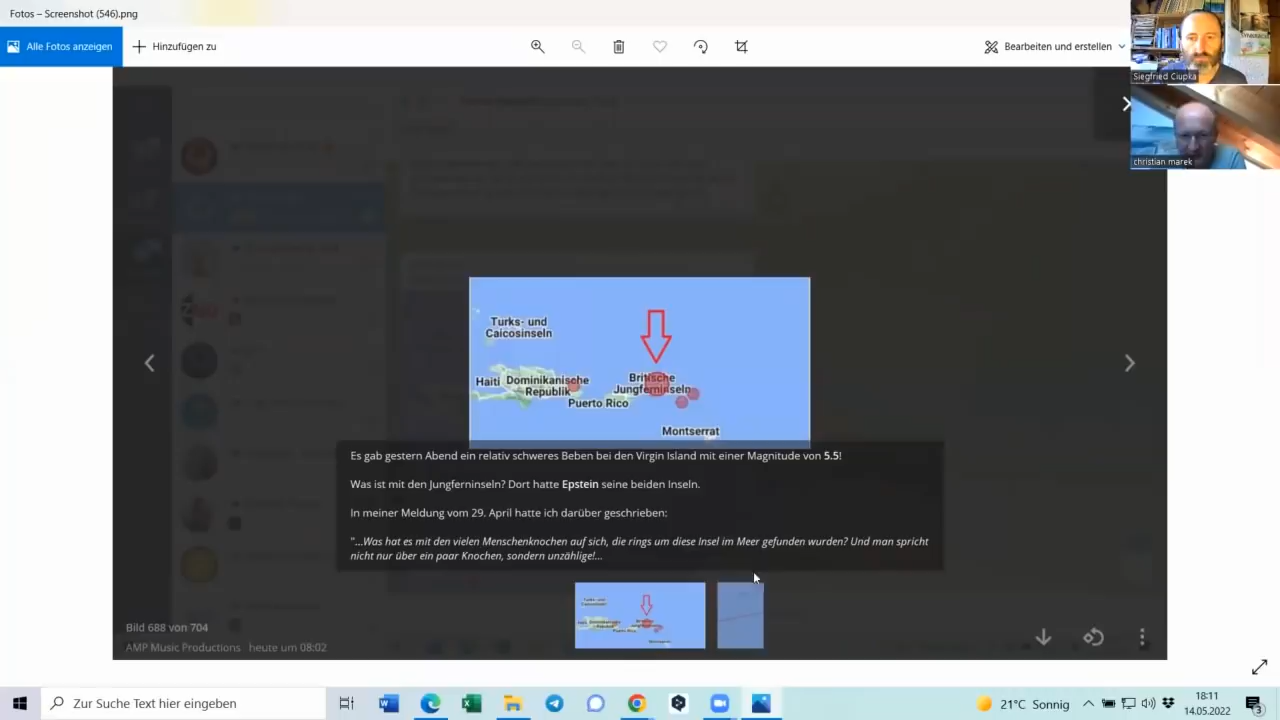 Fotos – Screenshot (546).png
Alle Fotos anzeigen
Hinzufügen zu
Bearbeiten und erstellen
Siegfried Ciupka
christian marek
Turks- und
Caicosinseln
Haiti
Dominikanische
Republik
Puerto Rico
Britische
Jungferninseln
Montserrat
Es gab gestern Abend ein relativ schweres Beben bei den Virgin Island mit einer Magnitude von 5.5!
Was ist mit den Jungferninseln? Dort hatte Epstein seine beiden Inseln.
In meiner Meldung vom 29. April hatte ich darüber geschrieben:
"...Was hat es mit den vielen Menschenknochen auf sich, die rings um diese Insel im Meer gefunden wurden? Und man spricht
nicht nur über ein paar Knochen, sondern unzählige!...
Bild 688 von 704
AMP Music Productions heute um 08:02
Zur Suche Text hier eingeben
21°C Sonnig
18:11
14.05.2022
3